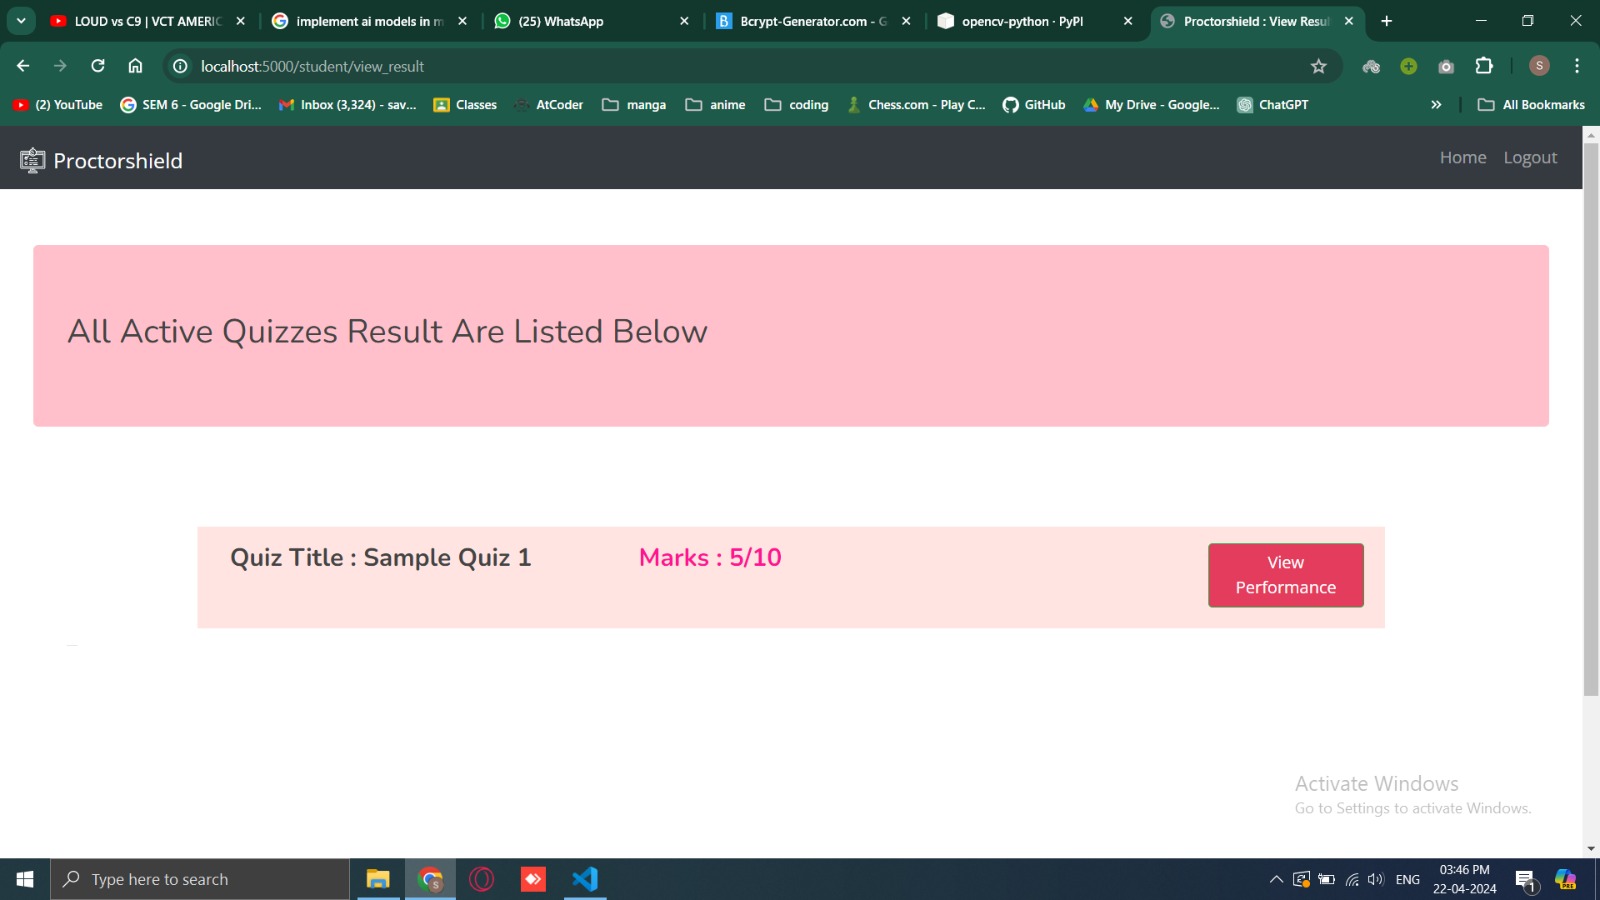 LOUD vs C9 | VCT AMERIC
implement ai models in m
(25) WhatsApp
Bcrypt-Generator.com - G
opencv-python · PyPI
Proctorshield : View Resul
localhost:5000/student/view_result
S
(2) YouTube
SEM 6 - Google Dri...
Inbox (3,324) - sav...
Classes
AtCoder
manga
anime
coding
Chess.com - Play C...
GitHub
My Drive - Google...
ChatGPT
»
All Bookmarks
Proctorshield
Home
Logout
All Active Quizzes Result Are Listed Below
Quiz Title : Sample Quiz 1
Marks : 5/10
View
Performance
Activate Windows
Go to Settings to activate Windows.
Type here to search
ENG
03:46 PM
22-04-2024
1
PRE